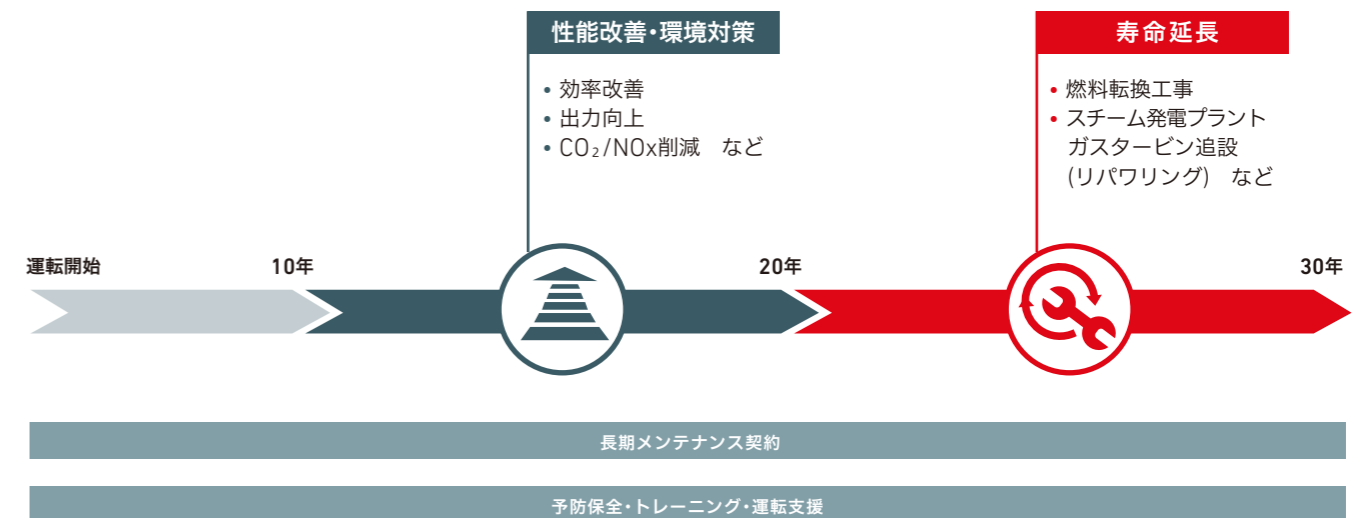 性能改善・環境対策
• 効率改善
• 出力向上
• CO₂/NOx削減　など
寿命延長
• 燃料転換工事
• スチーム発電プラント
ガスタービン追設
(リパワリング)　など
運転開始
10年
20年
30年
長期メンテナンス契約
予防保全・トレーニング・運転支援